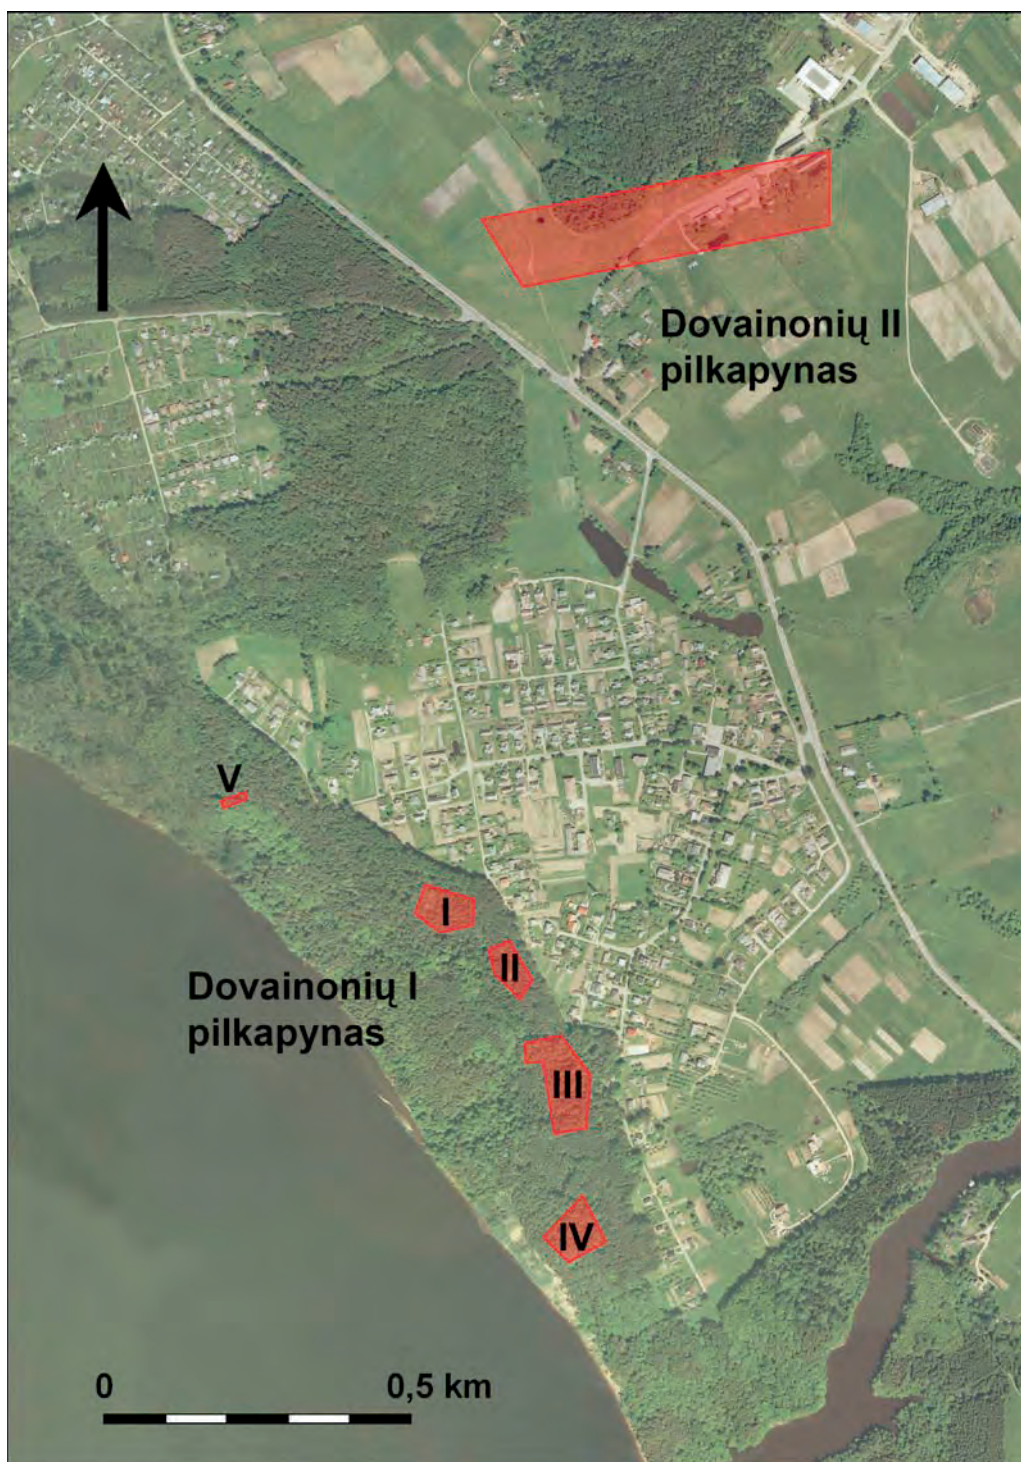 Dovainonių II
pilkapynas
V
I
II
Dovainonių I
pilkapynas
III
IV
0 0,5 km